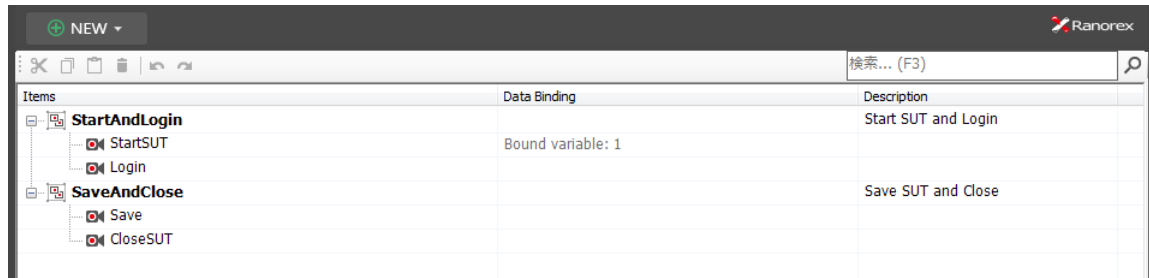 NEW
Ranorex
検索... (F3)
Items Data Binding Description
StartAndLogin Start SUT and Login
StartSUT Bound variable: 1
Login
SaveAndClose Save SUT and Close
Save
CloseSUT